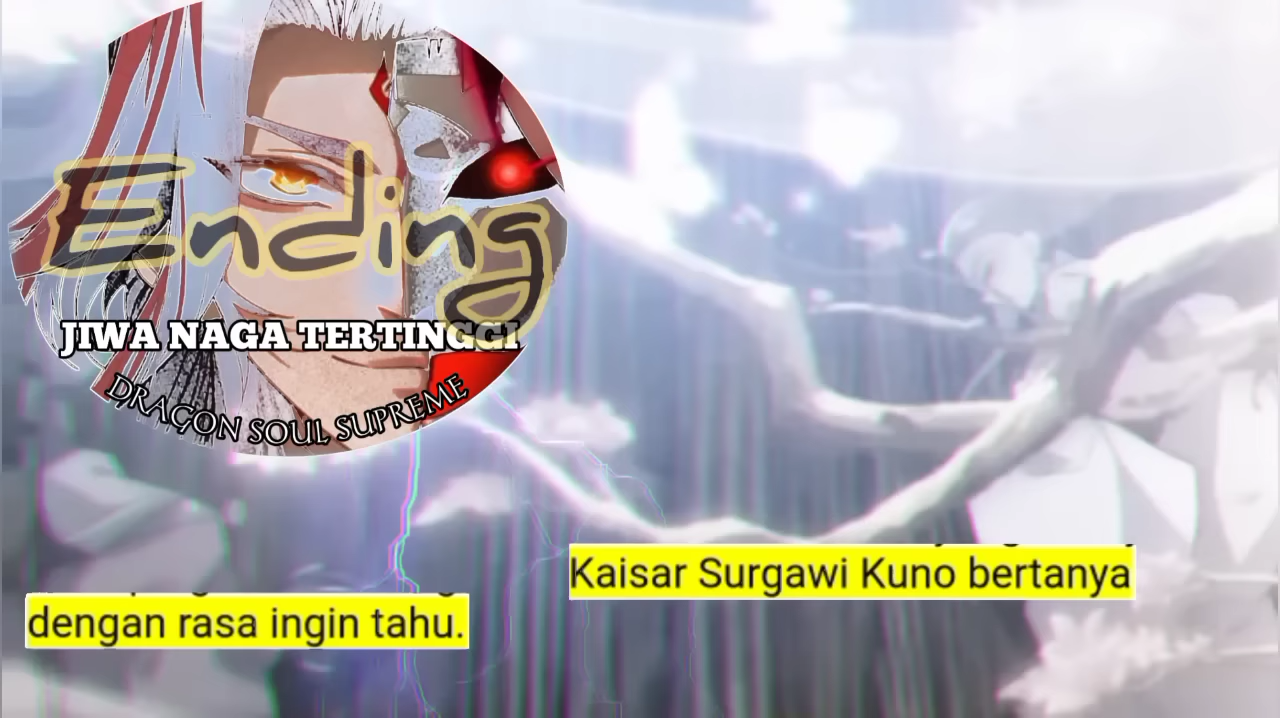 Ending
JIWA NAGA TERTINGGI
DRAGON SOUL SUPREME
Kaisar Surgawi Kuno bertanya
dengan rasa ingin tahu.